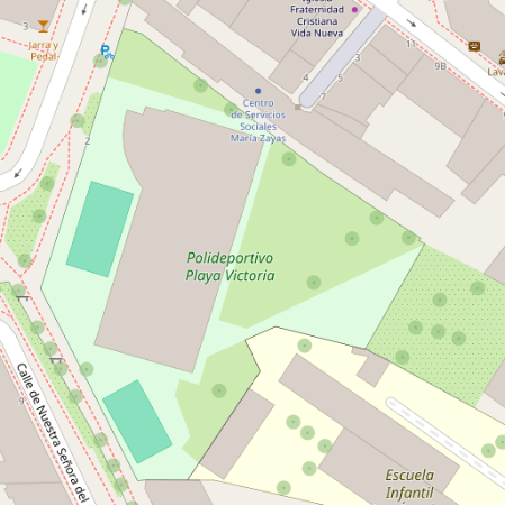 Iglesia
Fraternidad
Cristiana
Vida Nueva
3
Jarra y
Pedal
11
3
9B
Lava
5
4
7
Centro
de Servicios
Sociales
María Zayas
2
Polideportivo
Playa Victoria
Calle de Nuestra Señora del
9
Escuela
Infantil